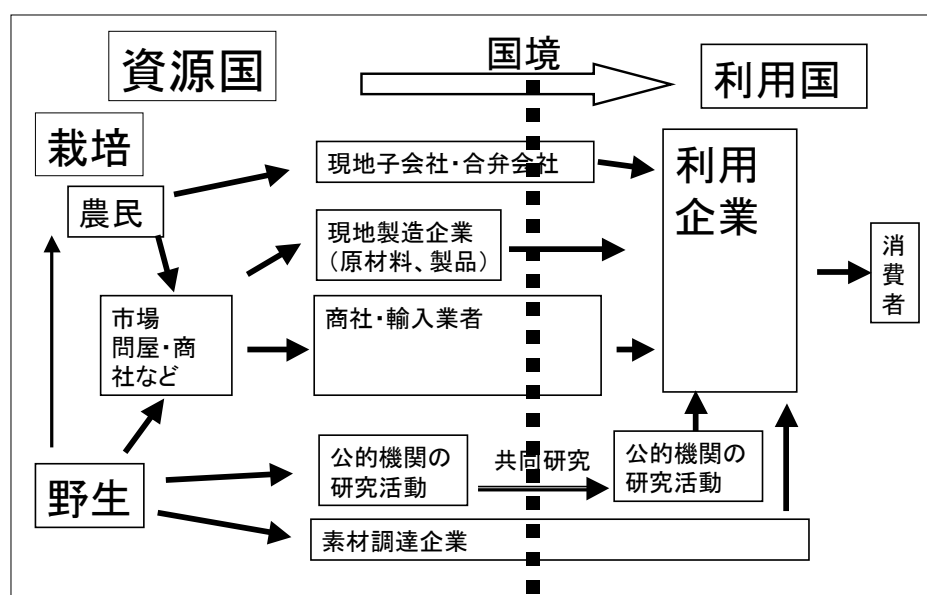 資源国
国境
利用国
栽培
農民
現地子会社・合弁会社
利用
企業
現地製造企業
(原材料、製品)
消
費
者
市場
問屋・商
社など
商社・輸入業者
野生
公的機関の
研究活動
共同研究
公的機関の
研究活動
素材調達企業